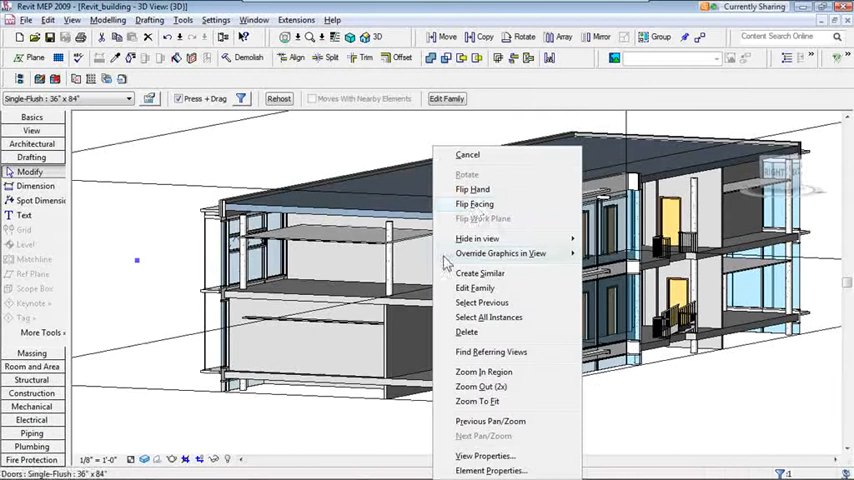 Revit MEP 2009 - [Revit_building - 3D View: {3D}]
Currently Sharing
File Edit View Modelling Drafting Tools Settings Window Extensions Help
3D Move Copy Rotate Array Mirror Group Currently Search Content
Plane Demolish Align Split Trim Offset
Single-Flush : 36" x 84" Press + Drag Rehost Moves With Nearby Elements Edit Family
Basics
View
Architectural
Drafting
Modify
Dimension
Spot Dimension
Text
Grid
Level
Matchline
Ref Plane
Scope Box
Keynote
Tag
More Tools
Massing
Room and Area
Structural
Construction
Mechanical
Electrical
Piping
Plumbing
Fire Protection
RIGHT
Cancel
Rotate
Flip Hand
Flip Facing
Flip Work Plane
Hide in view
Override Graphics in View
Create Similar
Edit Family
Select Previous
Select All Instances
Delete
Find Referring Views
Zoom In Region
Zoom Out (2x)
Zoom To Fit
Previous Pan/Zoom
Next Pan/Zoom
View Properties...
Element Properties...
1/8" = 1'-0"
Doors : Single-Flush : 36" x 84"
:1